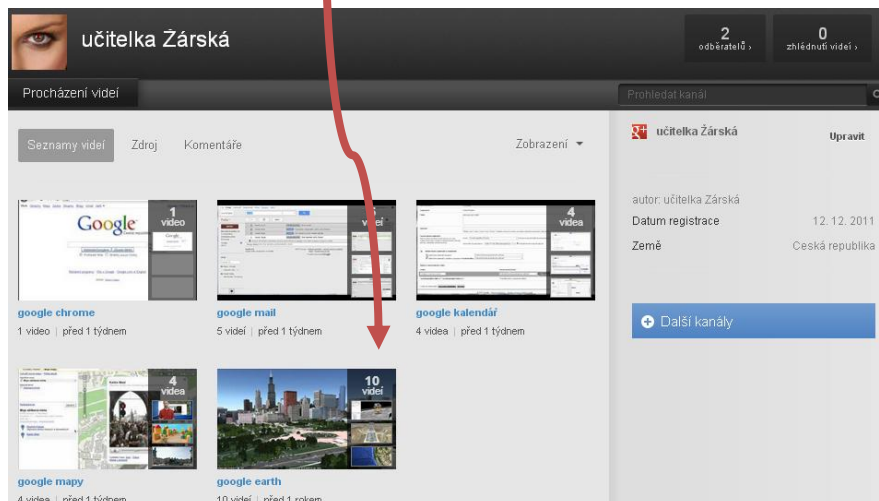 učitelka Žárská
2
odběratelů ›
0
zhlédnutí videí ›
Procházení videí
Prohledat kanál
Seznamy videí
Zdroj
Komentáře
Zobrazení
učitelka Žárská
Upravit
autor: učitelka Žárská
Datum registrace
12. 12. 2011
Země
Česká republika
Další kanály
Google
1
video
google chrome
1 video | před 1 týdnem
videí
google mail
5 videí | před 1 týdnem
4
videa
google kalendář
4 videa | před 1 týdnem
4
videa
google mapy
4 videa | před 1 týdnem
10
videí
google earth
10 videí | před 1 rokem